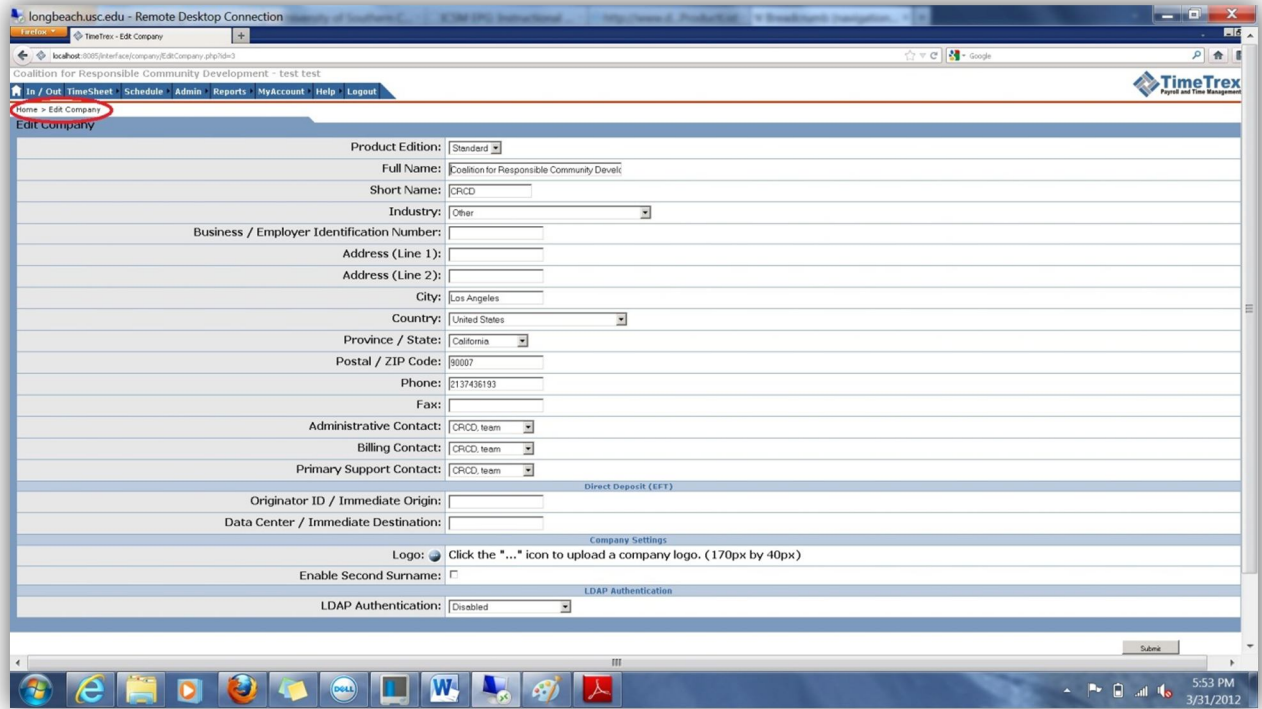 longbeach.usc.edu - Remote Desktop Connection
Firefox
TimeTrex - Edit Company
localhost:8085/interface/company/EditCompany.php?id=3
Google
Coalition for Responsible Community Development - test test
TimeTrex
Payroll and Time Management
In / Out TimeSheet Schedule Admin Reports MyAccount Help Logout
Home > Edit Company
Edit Company
Product Edition: Standard
Full Name: Coalition for Responsible Community Develo
Short Name: CRCD
Industry: Other
Business / Employer Identification Number:
Address (Line 1):
Address (Line 2):
City: Los Angeles
Country: United States
Province / State: California
Postal / ZIP Code: 90007
Phone: 2137436193
Fax:
Administrative Contact: CRCD, team
Billing Contact: CRCD, team
Primary Support Contact: CRCD, team
Direct Deposit (EFT)
Originator ID / Immediate Origin:
Data Center / Immediate Destination:
Company Settings
Logo: Click the "..." icon to upload a company logo. (170px by 40px)
Enable Second Surname:
LDAP Authentication
LDAP Authentication: Disabled
Submit
DELL
5:53 PM
3/31/2012